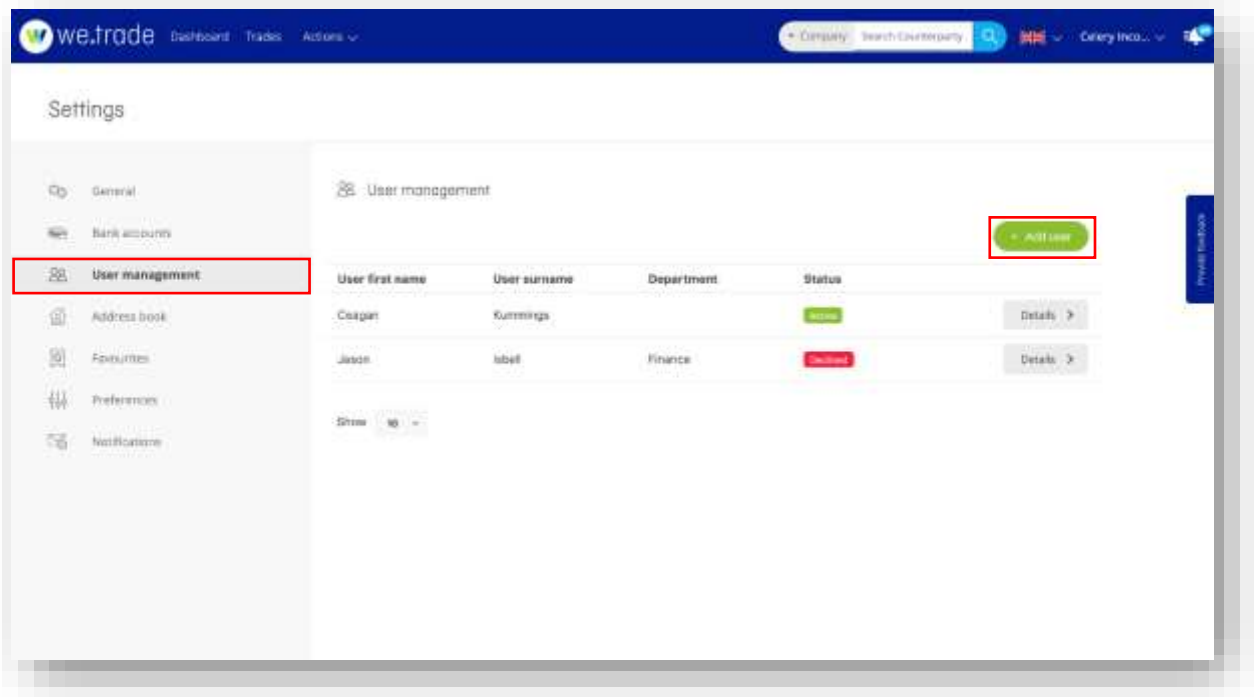 we.trade Dashboard Trades Actions Company Search Counterparty Celery Inco...
Settings
General
Bank accounts
User management
Address book
Favourites
Preferences
Notifications
User management
+ Add user
User first name User surname Department Status
Coagan Kummings Active Details >
Jason Isbell Finance Declined Details >
Show 10
Provide feedback